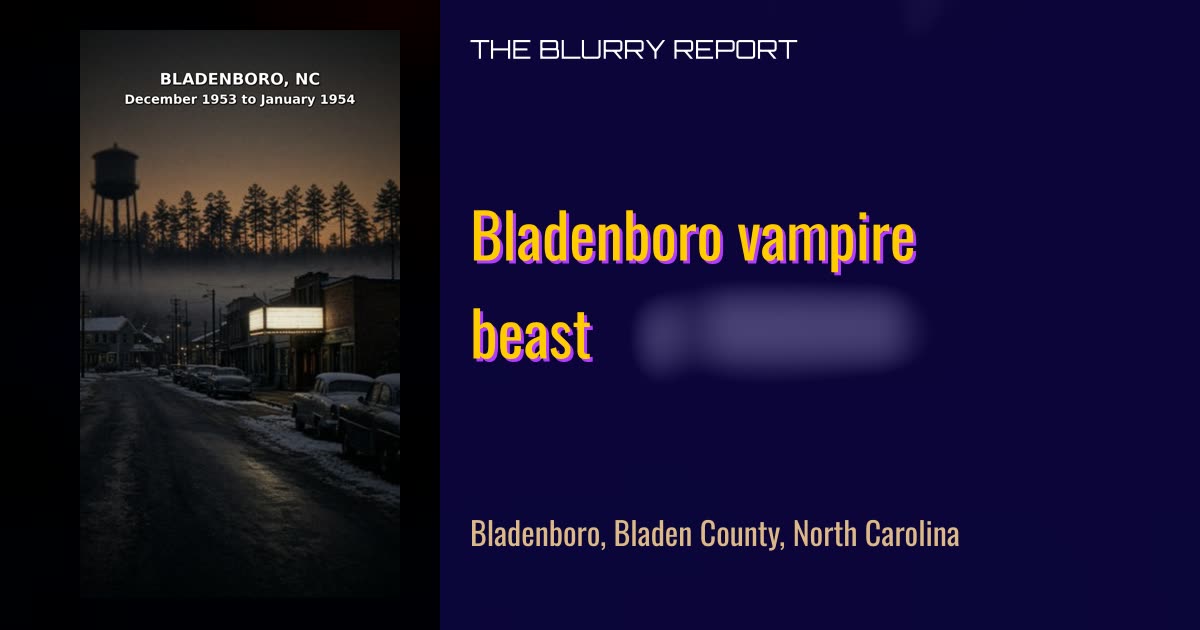 BLADENBORO, NC
December 1953 to January 1954
THE BLURRY REPORT
Bladenboro vampire
beast
Bladenboro, Bladen County, North Carolina